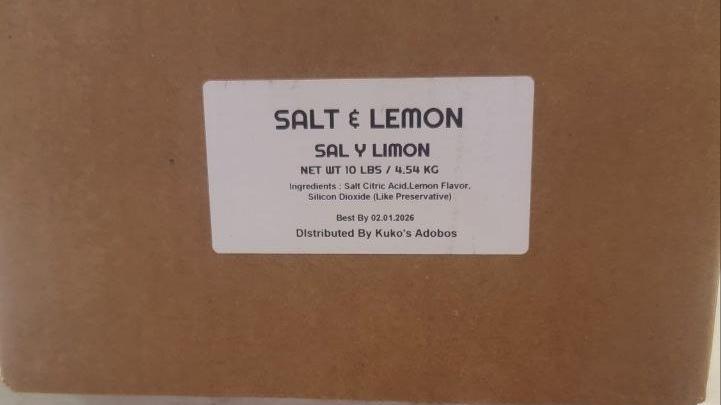 SALT & LEMON
SAL Y LIMON
NET WT 10 LBS / 4.54 KG
Ingredients : Salt Citric Acid,Lemon Flavor,
Silicon Dioxide (Like Preservative)
Best By 02.01.2026
DIstributed By Kuko's Adobos